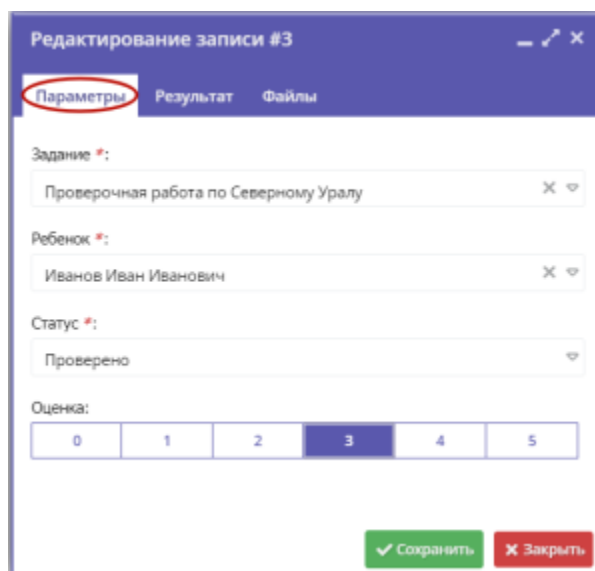 Редактирование записи #3
Параметры Результат Файлы
Задание *:
Проверочная работа по Северному Уралу
Ребенок *:
Иванов Иван Иванович
Статус *:
Проверено
Оценка:
0 1 2 3 4 5
Сохранить Закрыть